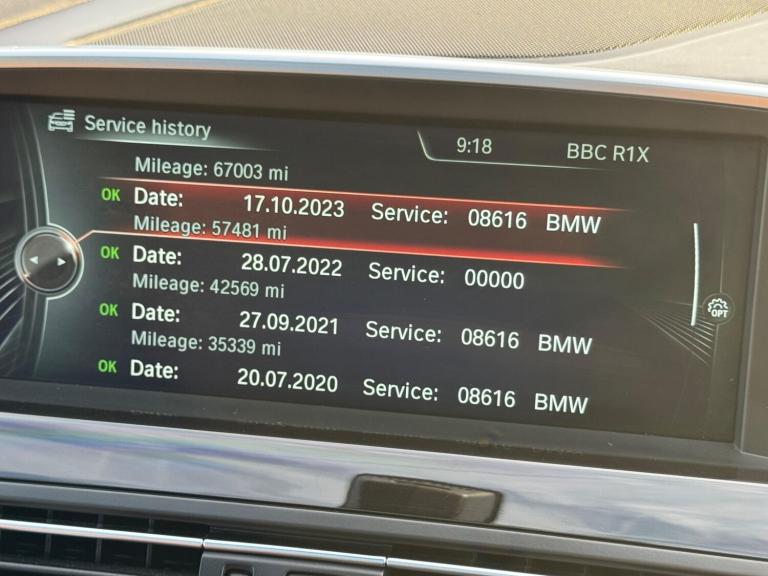 Service history
9:18
BBC R1X
Mileage: 67003 mi
OK Date: 17.10.2023 Service: 08616 BMW
Mileage: 57481 mi
OK Date: 28.07.2022 Service: 00000
Mileage: 42569 mi
OK Date: 27.09.2021 Service: 08616 BMW
Mileage: 35339 mi
OK Date: 20.07.2020 Service: 08616 BMW
OPT